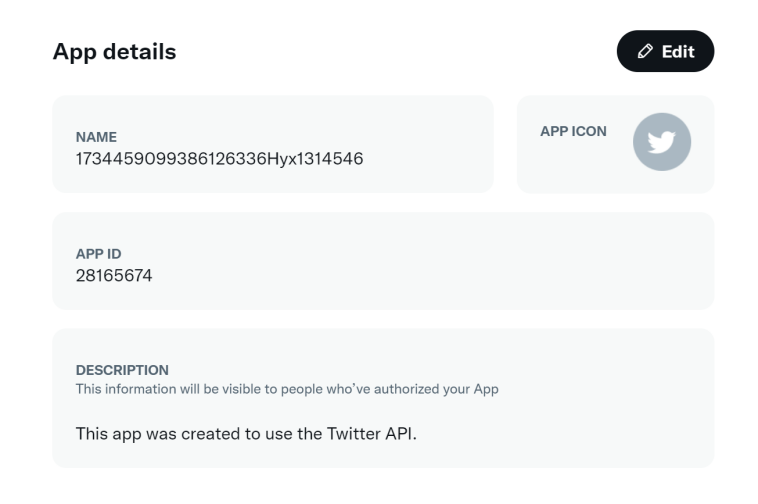 App details
Edit
NAME
1734459099386126336Hyx1314546
APP ICON
APP ID
28165674
DESCRIPTION
This information will be visible to people who've authorized your App
This app was created to use the Twitter API.